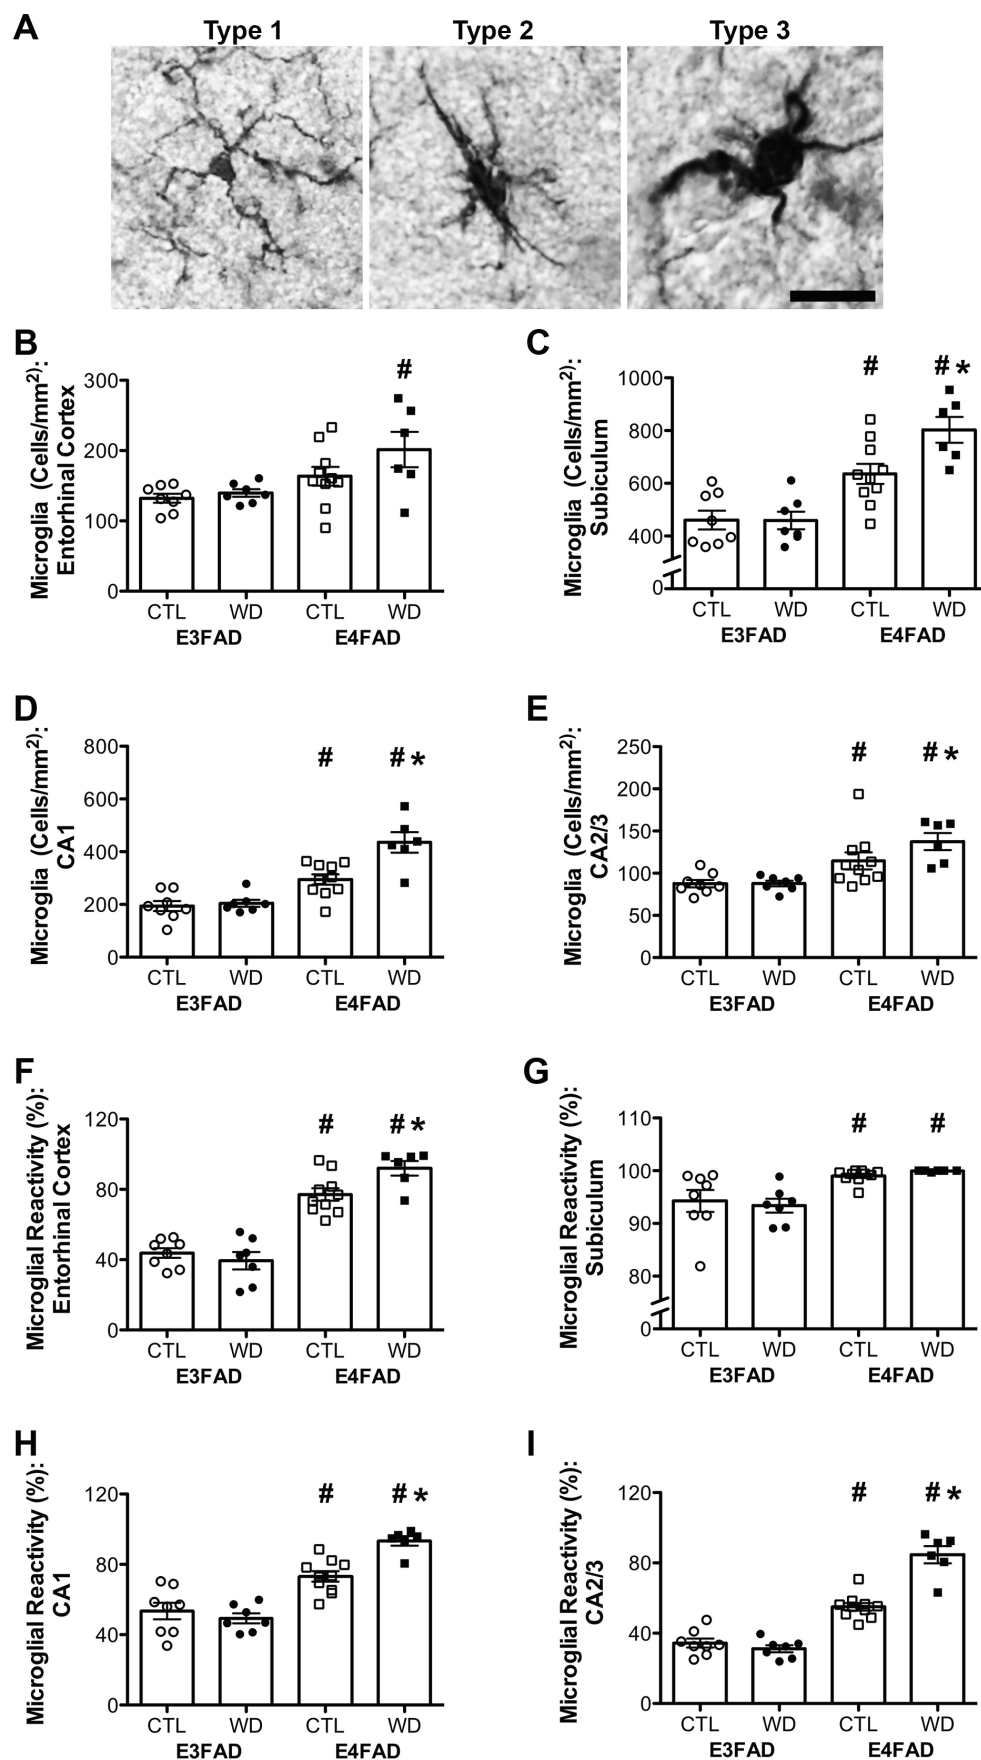 A
Type 1 Type 2 Type 3
B
Microglia (Cells/mm²):
Entorhinal Cortex
300
200
100
0
#
CTL WD CTL WD
E3FAD E4FAD
C
Microglia (Cells/mm²):
Subiculum
1000
800
600
400
0
# # *
CTL WD CTL WD
E3FAD E4FAD
D
Microglia (Cells/mm²):
CA1
800
600
400
200
0
# # *
CTL WD CTL WD
E3FAD E4FAD
E
Microglia (Cells/mm²):
CA2/3
250
200
150
100
50
0
# # *
CTL WD CTL WD
E3FAD E4FAD
F
Microglial Reactivity (%):
Entorhinal Cortex
120
80
40
0
# # *
CTL WD CTL WD
E3FAD E4FAD
G
Microglial Reactivity (%):
Subiculum
110
100
90
80
0
# #
CTL WD CTL WD
E3FAD E4FAD
H
Microglial Reactivity (%):
CA1
120
80
40
0
# # *
CTL WD CTL WD
E3FAD E4FAD
I
Microglial Reactivity (%):
CA2/3
120
80
40
0
# # *
CTL WD CTL WD
E3FAD E4FAD